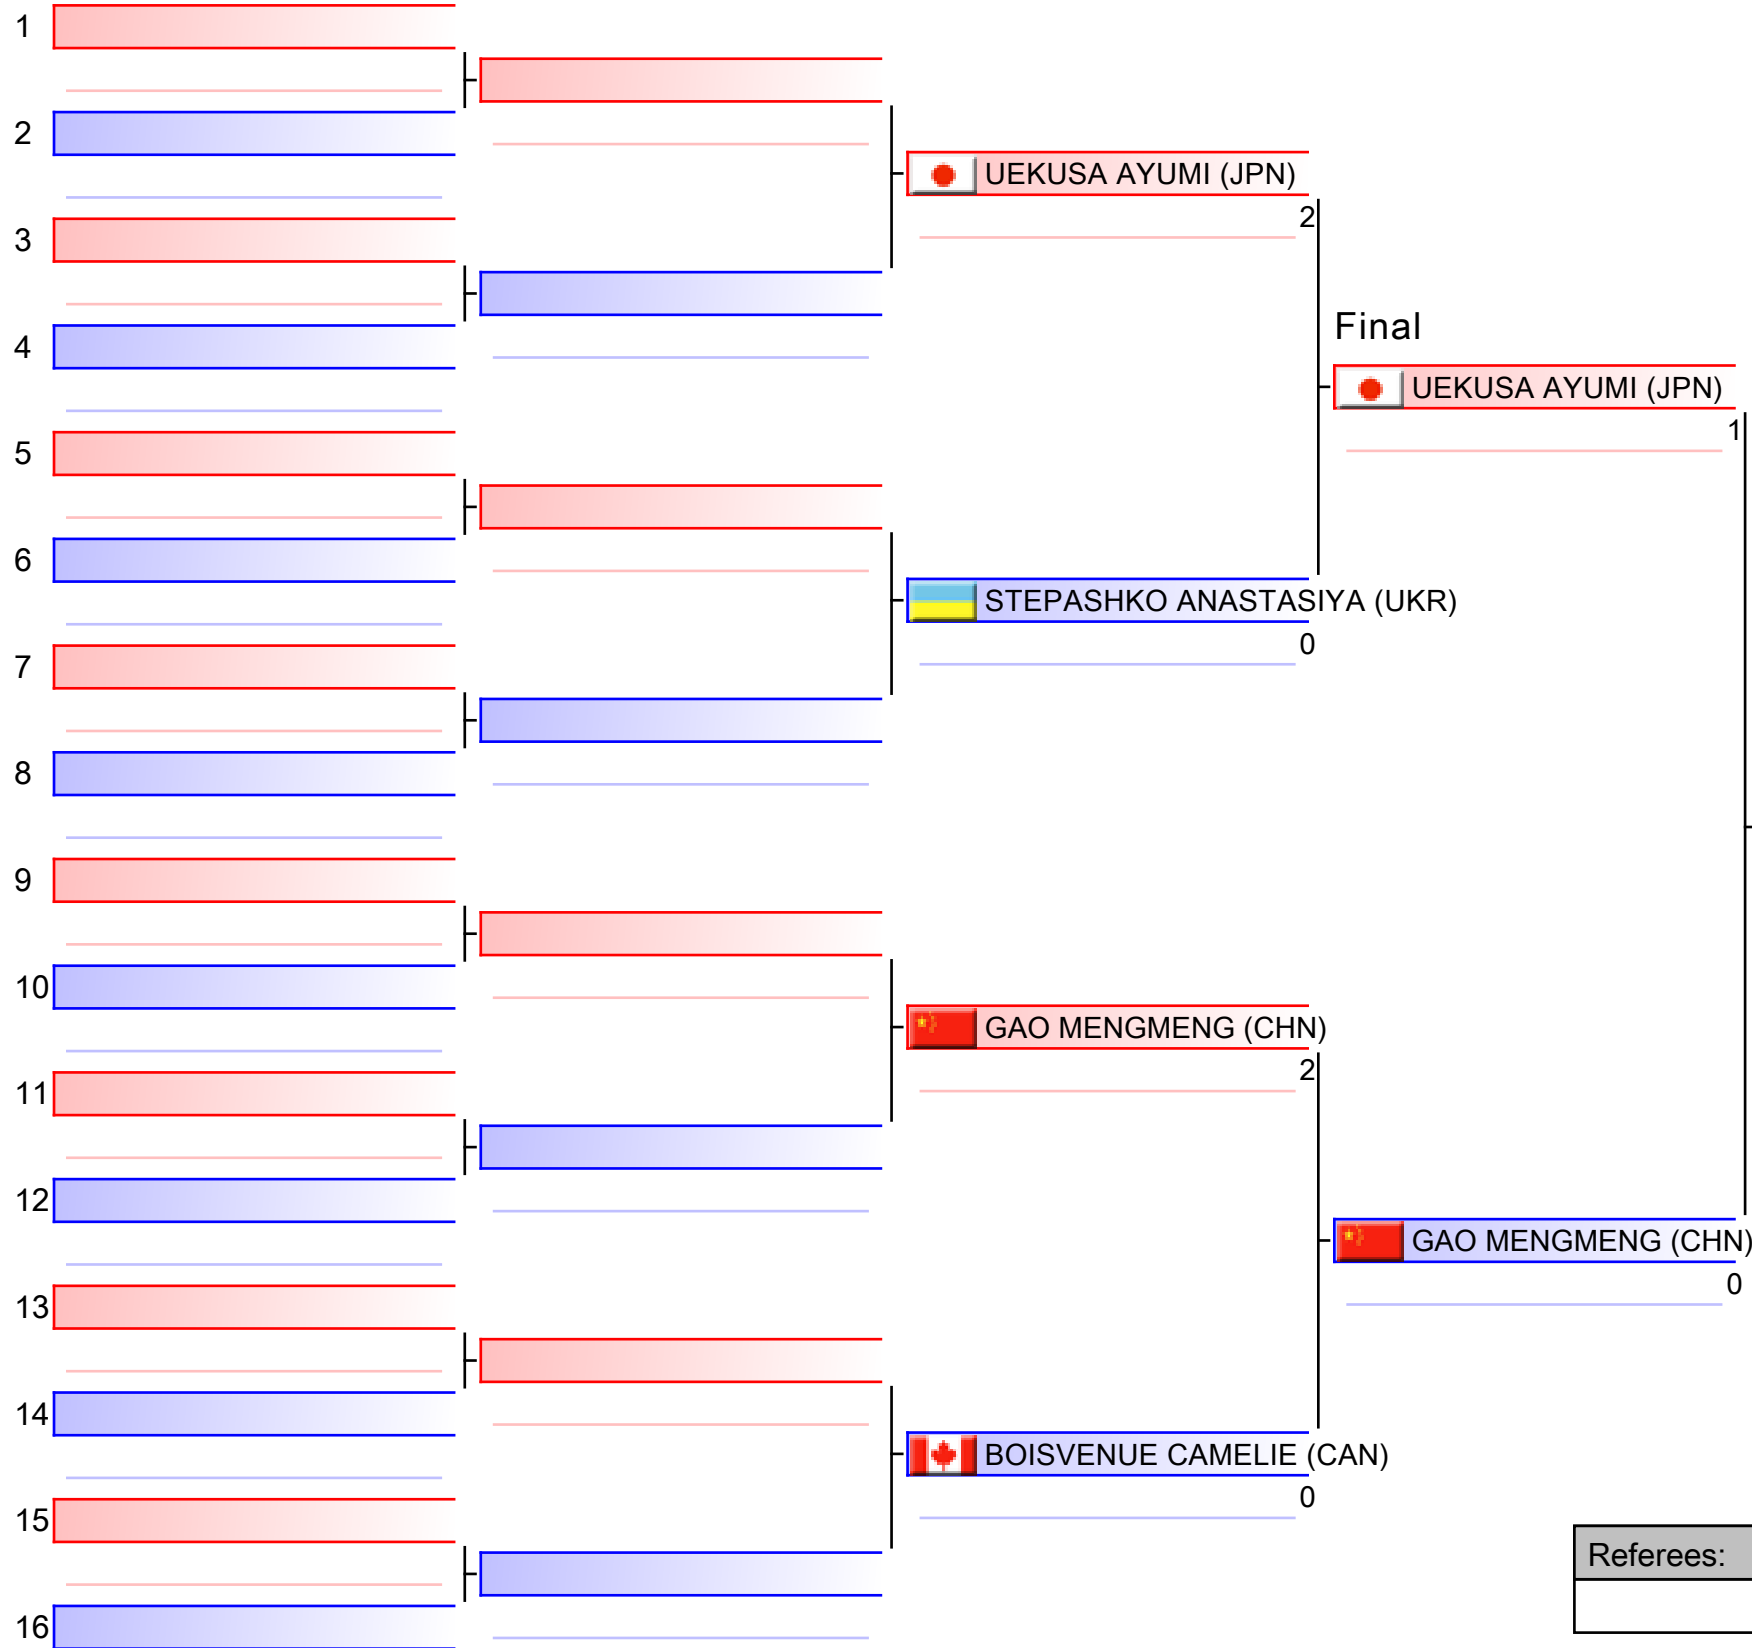 1
2
3
4
5
6
7
8
9
10
11
12
13
14
15
16
UEKUSA AYUMI (JPN)
2
STEPASHKO ANASTASIYA (UKR)
0
GAO MENGMENG (CHN)
2
BOISVENUE CAMELIE (CAN)
0
Final
UEKUSA AYUMI (JPN)
1
GAO MENGMENG (CHN)
0
Referees: